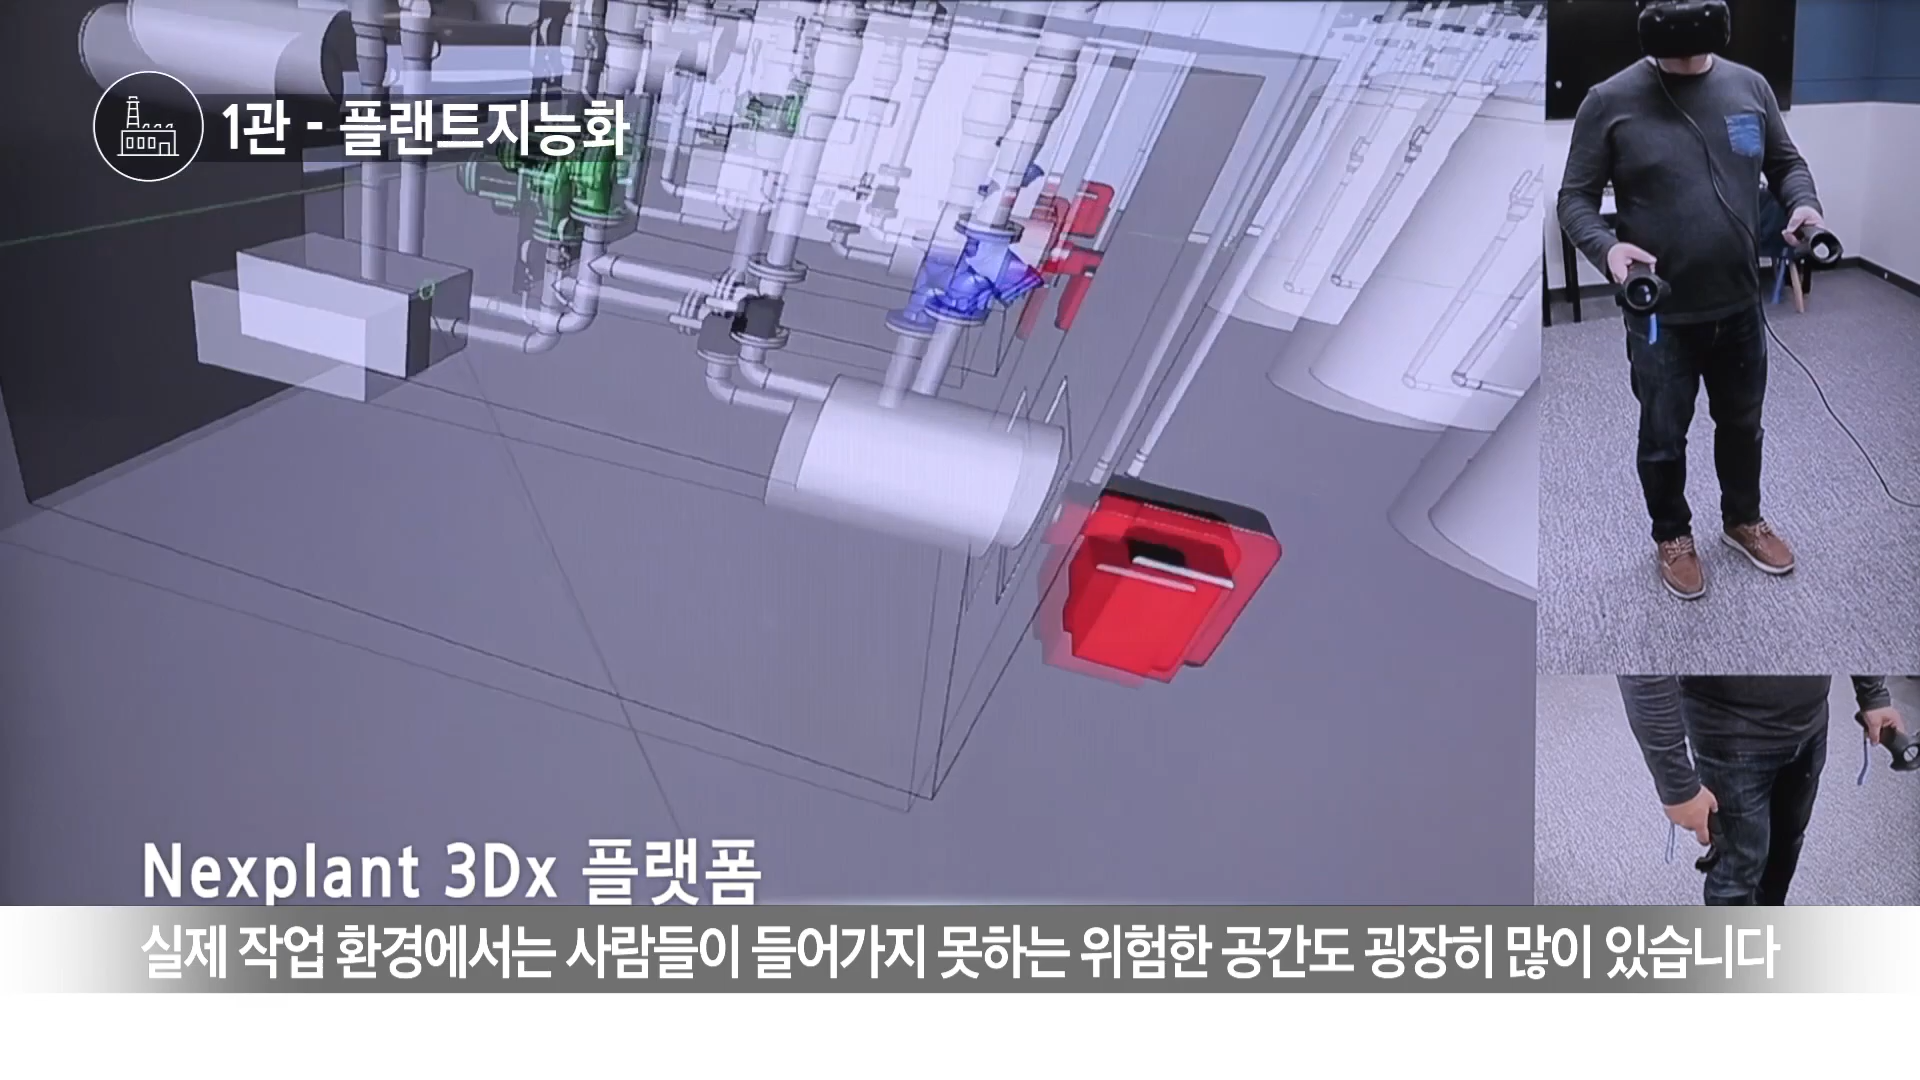 1관 - 플랜트지능화
Nexplant 3Dx 플랫폼
실제 작업 환경에서는 사람들이 들어가지 못하는 위험한 공간도 굉장히 많이 있습니다